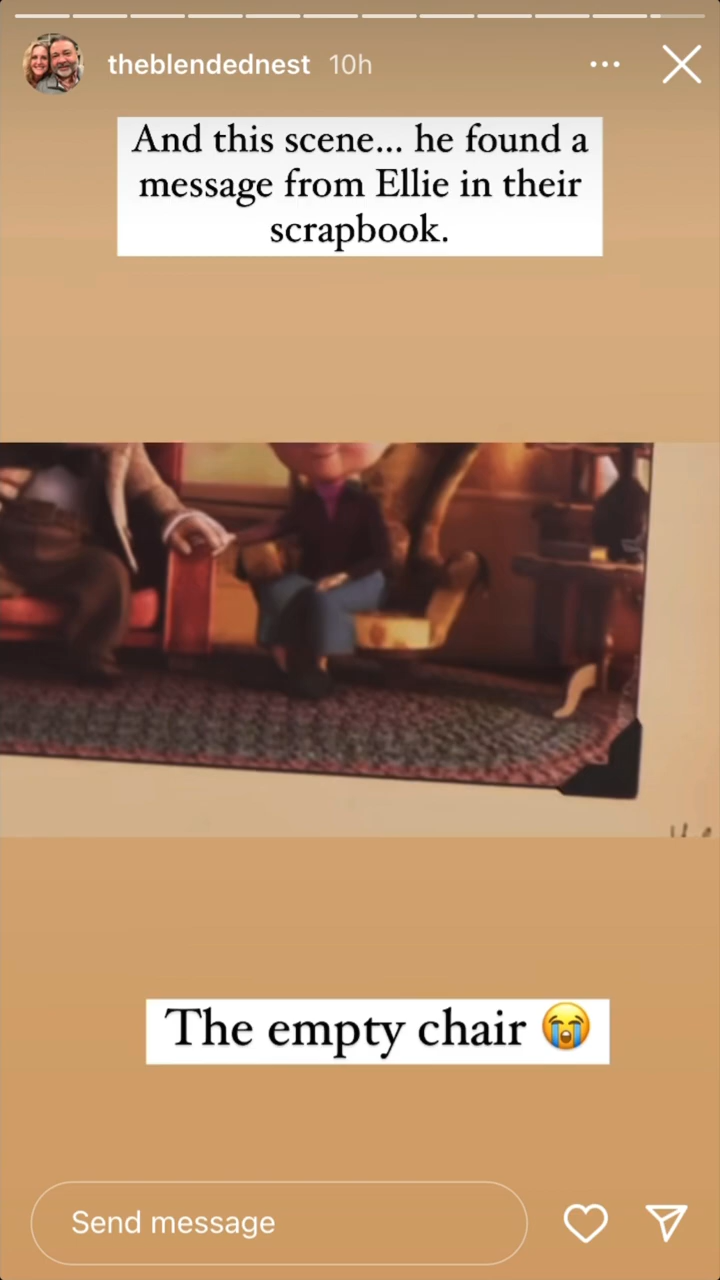 theblendednest 10h
And this scene... he found a
message from Ellie in their
scrapbook.
The empty chair 😭
Send message